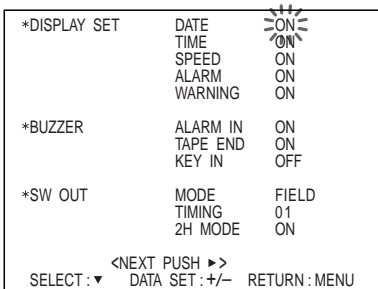 *DISPLAY SET DATE ON
TIME ON
SPEED ON
ALARM ON
WARNING ON
*BUZZER ALARM IN ON
TAPE END ON
KEY IN OFF
*SW OUT MODE FIELD
TIMING 01
2H MODE ON
<NEXT PUSH ►>
SELECT : ▼ DATA SET : +/– RETURN : MENU